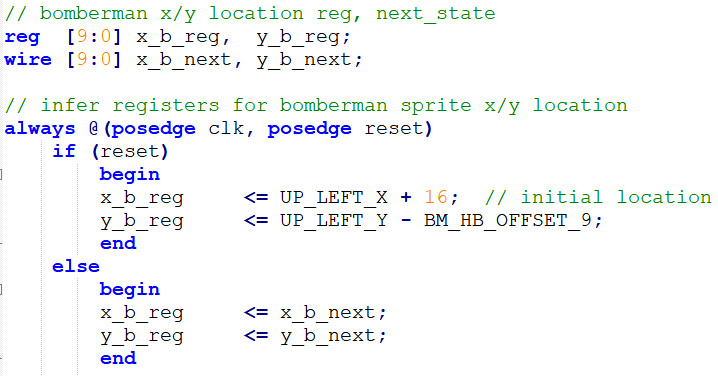 // bomberman x/y location reg, next_state
reg  [9:0] x_b_reg,  y_b_reg;
wire [9:0] x_b_next, y_b_next;

// infer registers for bomberman sprite x/y location
always @(posedge clk, posedge reset)
    if (reset)
        begin
        x_b_reg     <= UP_LEFT_X + 16;  // initial location
        y_b_reg     <= UP_LEFT_Y - BM_HB_OFFSET_9;
        end
    else
        begin
        x_b_reg     <= x_b_next;
        y_b_reg     <= y_b_next;
        end